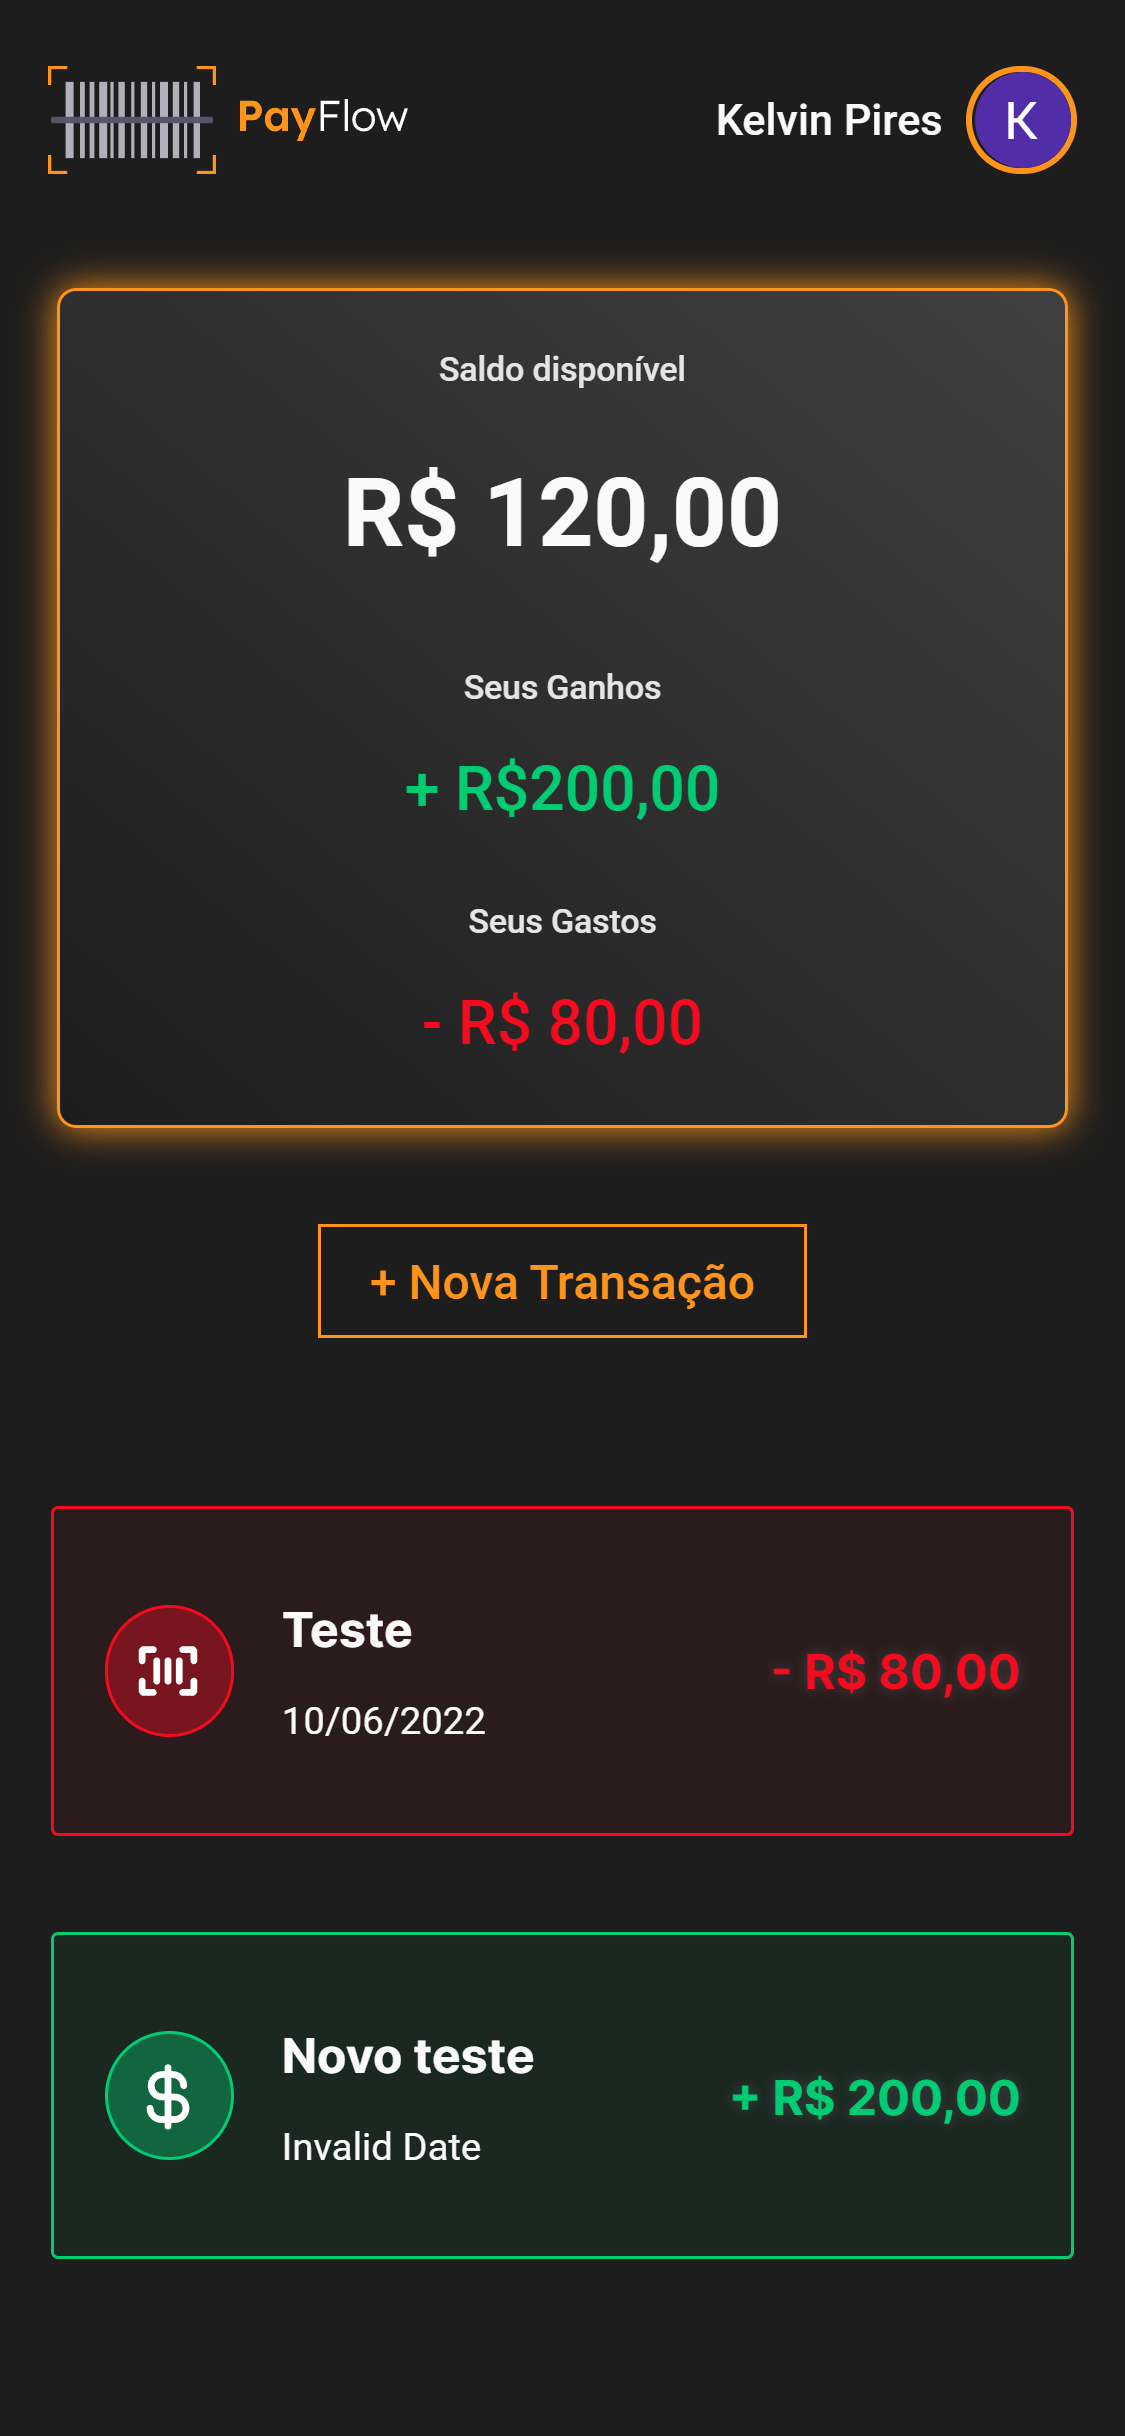 PayFlow
Kelvin Pires
K
Saldo disponível
R$ 120,00
Seus Ganhos
+ R$200,00
Seus Gastos
- R$ 80,00
+ Nova Transação
Teste
10/06/2022
- R$ 80,00
Novo teste
Invalid Date
+ R$ 200,00